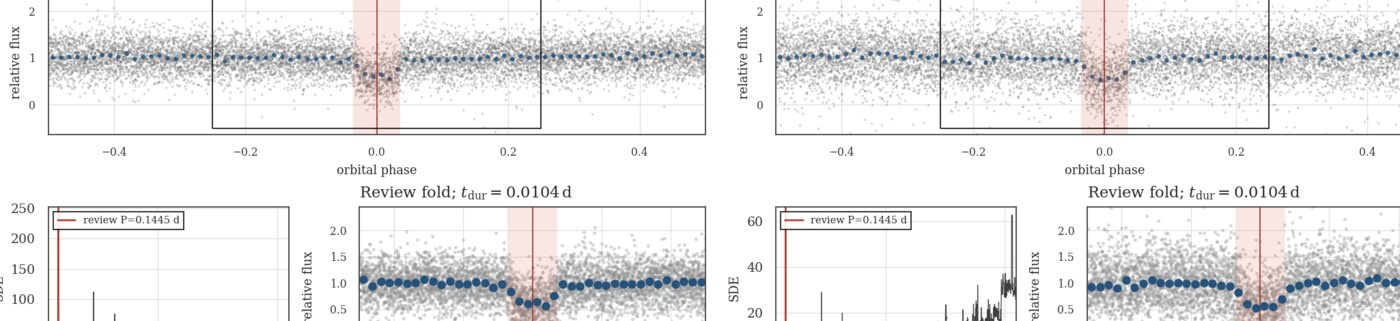 2
2
relative flux
relative flux
1
1
0
0
−0.4
−0.2
0.0
0.2
0.4
−0.4
−0.2
0.0
0.2
0.4
orbital phase
orbital phase
Review fold; t_dur = 0.0104 d
Review fold; t_dur = 0.0104 d
250
review P=0.1445 d
200
150
100
SDE
2.0
1.5
1.0
0.5
relative flux
60
review P=0.1445 d
40
20
SDE
2.0
1.5
1.0
0.5
relative flux